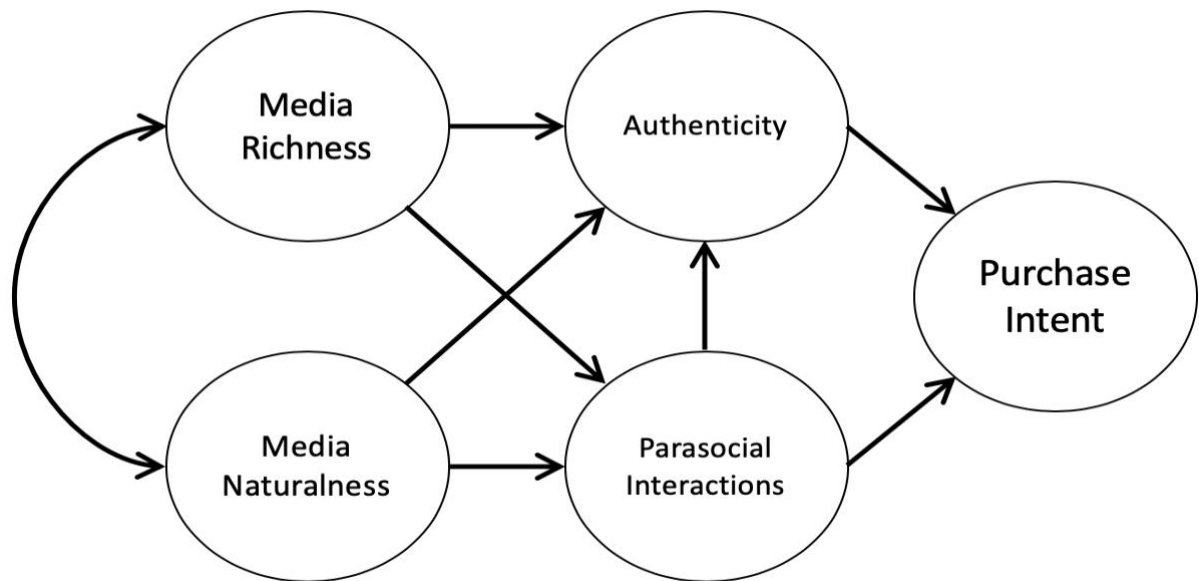 Media
Richness
Authenticity
Purchase
Intent
Media
Naturalness
Parasocial
Interactions